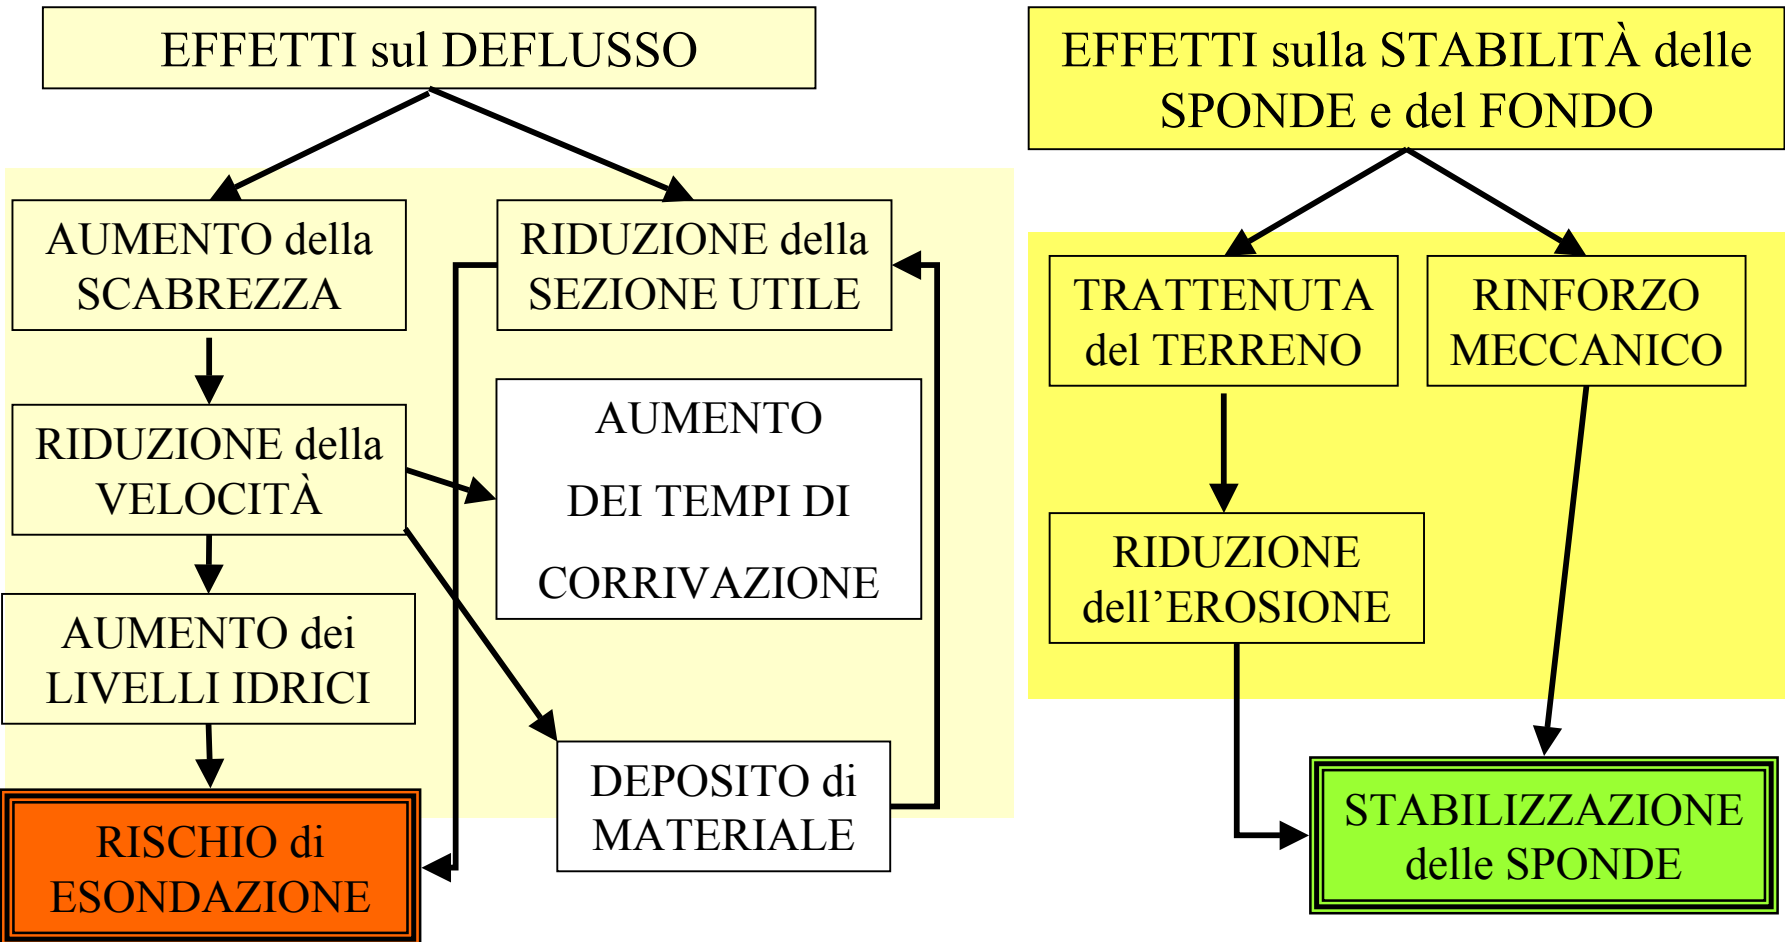 EFFETTI sul DEFLUSSO
AUMENTO della
SCABREZZA
RIDUZIONE della
SEZIONE UTILE
RIDUZIONE della
VELOCITÀ
AUMENTO
DEI TEMPI DI
CORRIVAZIONE
AUMENTO dei
LIVELLI IDRICI
DEPOSITO di
MATERIALE
RISCHIO di
ESONDAZIONE
EFFETTI sulla STABILITÀ delle
SPONDE e del FONDO
TRATTENUTA
del TERRENO
RINFORZO
MECCANICO
RIDUZIONE
dell’EROSIONE
STABILIZZAZIONE
delle SPONDE